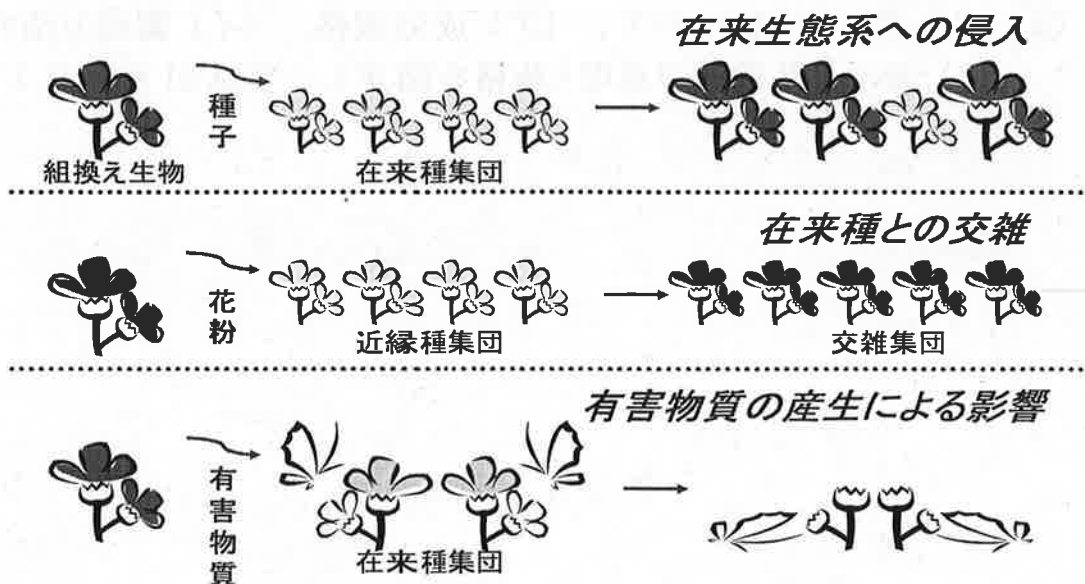 在来生態系への侵入
種子
組換え生物
在来種集団
在来種との交雑
花粉
近縁種集団
交雑集団
有害物質の産生による影響
有害物質
在来種集団